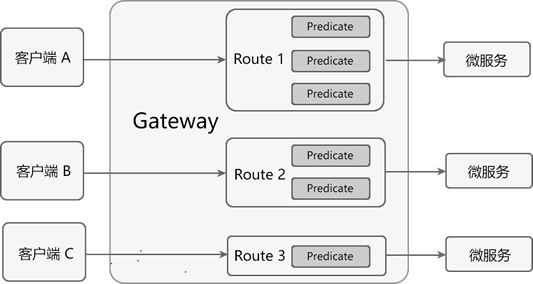 客户端 A
Route 1
Predicate
Predicate
Predicate
微服务
Gateway
客户端 B
Route 2
Predicate
Predicate
微服务
客户端 C
Route 3
Predicate
微服务